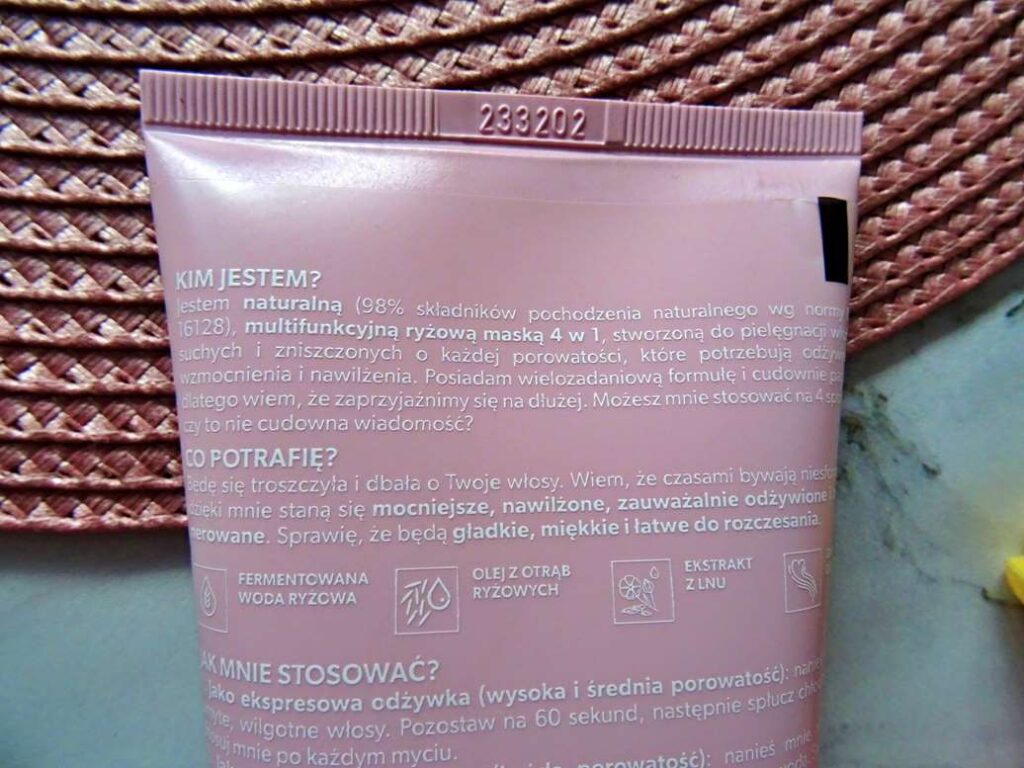 233202
KIM JESTEM?
Jestem naturalną (98% składników pochodzenia naturalnego wg normy
16128), multifunkcyjną ryżową maską 4 w 1, stworzoną do pielęgnacji
suchych i zniszczonych o każdej porowatości, które potrzebują
wzmocnienia i nawilżenia. Posiadam wielozadaniową formułę i cudownie
dlatego wiem, że zaprzyjaźnimy się na dłużej. Możesz mnie stosować na 4
czy to nie cudowna wiadomość?
CO POTRAFIĘ?
Będę się troszczyła i dbała o Twoje włosy. Wiem, że czasami bywają
dzięki mnie staną się mocniejsze, nawilżone, zauważalnie odżywione i
. Sprawię, że będą gładkie, miękkie i łatwe do rozczesania.
FERMENTOWANA
WODA RYŻOWA
OLEJ Z OTRĄB
RYŻOWYCH
EKSTRAKT
Z LNU
JAK MNIE STOSOWAĆ?
jako ekspresowa odżywka (wysoka i średnia porowatość):
wilgotne włosy. Pozostaw na 60 sekund, następnie spłucz
mnie po każdym myciu.
porowatość): nanieś mnie